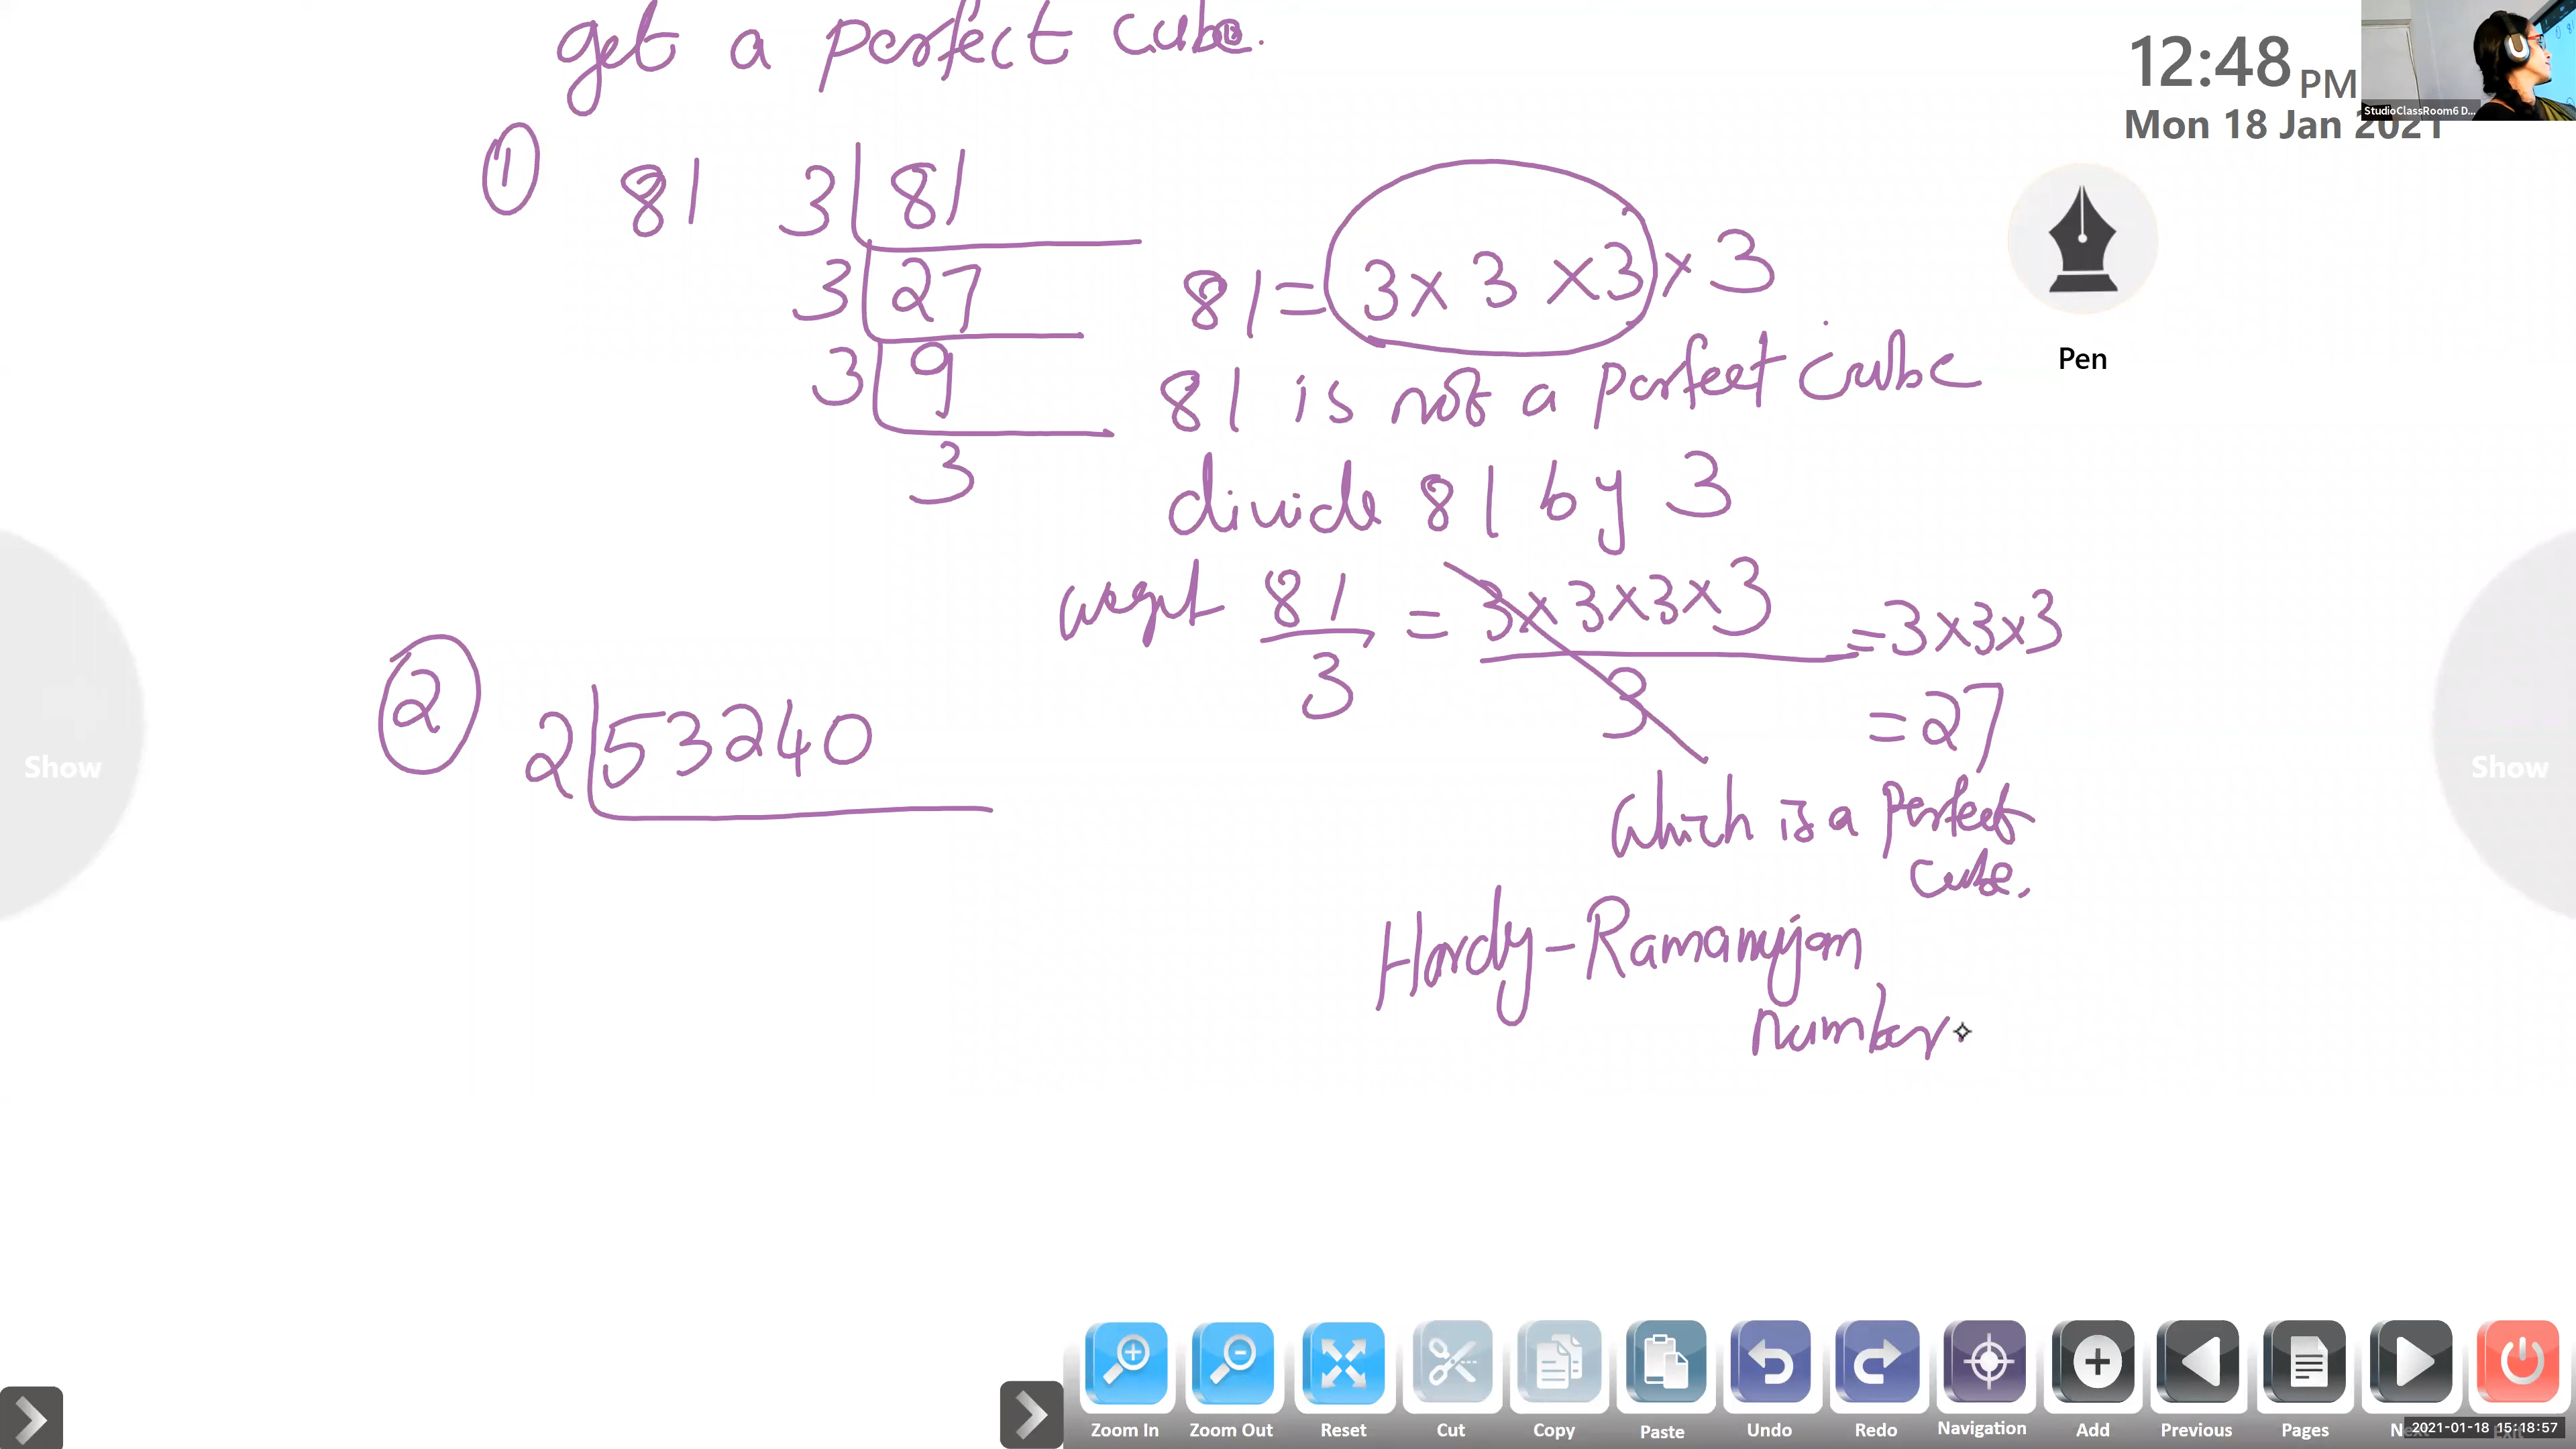 get a perfect cube.
12:48 PM
Mon 18 Jan 2021
StudioClassRoom6 D...
Pen
① 81
3 | 81
3 | 27
3 | 9
3
81 = 3 x 3 x 3 x 3
81 is not a perfect cube
divide 81 by 3
we get 81/3 = 3x3x3x3/3 = 3x3x3
= 27
which is a perfect
cube.
② 2 | 53240
Hardy-Ramanujan
number
Show
Show
Zoom In Zoom Out Reset Cut Copy Paste Undo Redo Navigation Add Previous Pages
2021-01-18 15:18:57